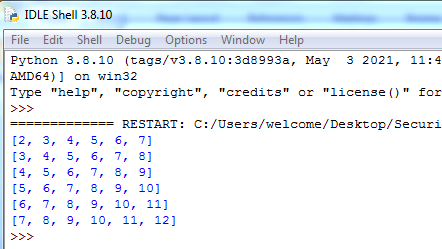 IDLE Shell 3.8.10
File Edit Shell Debug Options Window Help
Python 3.8.10 (tags/v3.8.10:3d8993a, May 3 2021, 11:4
AMD64)] on win32
Type "help", "copyright", "credits" or "license()" for
>>>
============= RESTART: C:/Users/welcome/Desktop/Securi
[2, 3, 4, 5, 6, 7]
[3, 4, 5, 6, 7, 8]
[4, 5, 6, 7, 8, 9]
[5, 6, 7, 8, 9, 10]
[6, 7, 8, 9, 10, 11]
[7, 8, 9, 10, 11, 12]
>>>